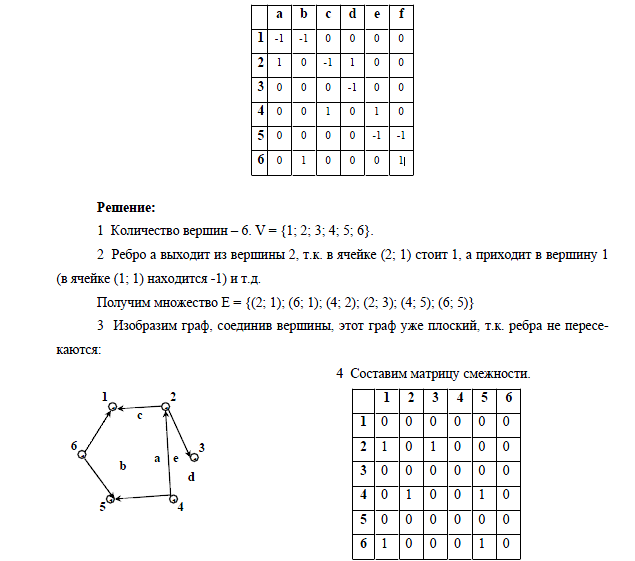 a b c d e f
1 -1 -1 0 0 0 0
2 1 0 -1 1 0 0
3 0 0 0 -1 0 0
4 0 0 1 0 1 0
5 0 0 0 0 -1 -1
6 0 1 0 0 0 1
Решение:
1 Количество вершин – 6. V = {1; 2; 3; 4; 5; 6}.
2 Ребро а выходит из вершины 2, т.к. в ячейке (2; 1) стоит 1, а приходит в вершину 1
(в ячейке (1; 1) находится -1) и т.д.
Получим множество E = {(2; 1); (6; 1); (4; 2); (2; 3); (4; 5); (6; 5)}
3 Изобразим граф, соединив вершины, этот граф уже плоский, т.к. ребра не пересе-
каются:
1 2
c
6 3
b a e
d
5 4
4 Составим матрицу смежности.
1 2 3 4 5 6
1 0 0 0 0 0 0
2 1 0 1 0 0 0
3 0 0 0 0 0 0
4 0 1 0 0 1 0
5 0 0 0 0 0 0
6 1 0 0 0 1 0